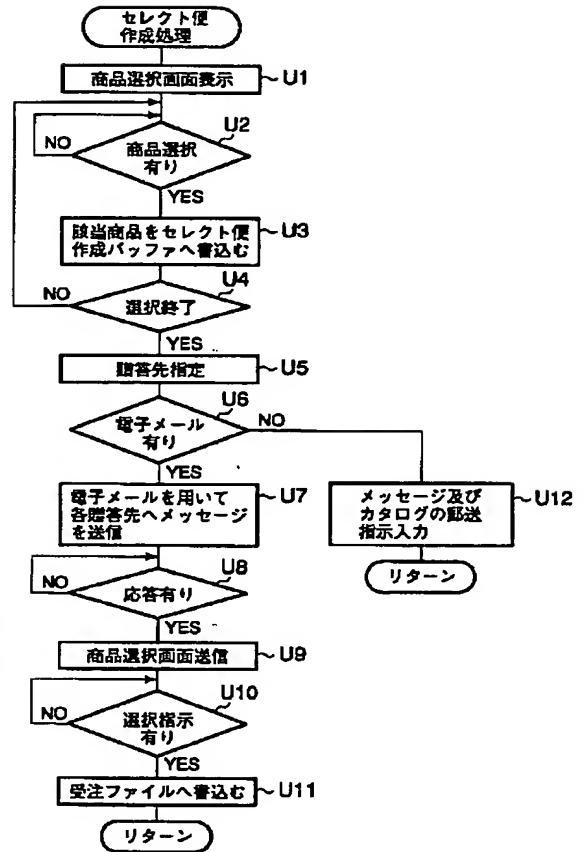 セレクト便
作成処理
商品選択画面表示
U1
U2
NO
商品選択
有り
YES
該当商品をセレクト便
作成バッファへ書込む
U3
U4
NO
選択終了
YES
贈答先指定
U5
U6
電子メール
有り
NO
YES
電子メールを用いて
各贈答先へメッセージ
を送信
U7
メッセージ及び
カタログの郵送
指示入力
U12
リターン
U8
NO
応答有り
YES
商品選択画面送信
U9
U10
NO
選択指示
有り
YES
受注ファイルへ書込む
U11
リターン